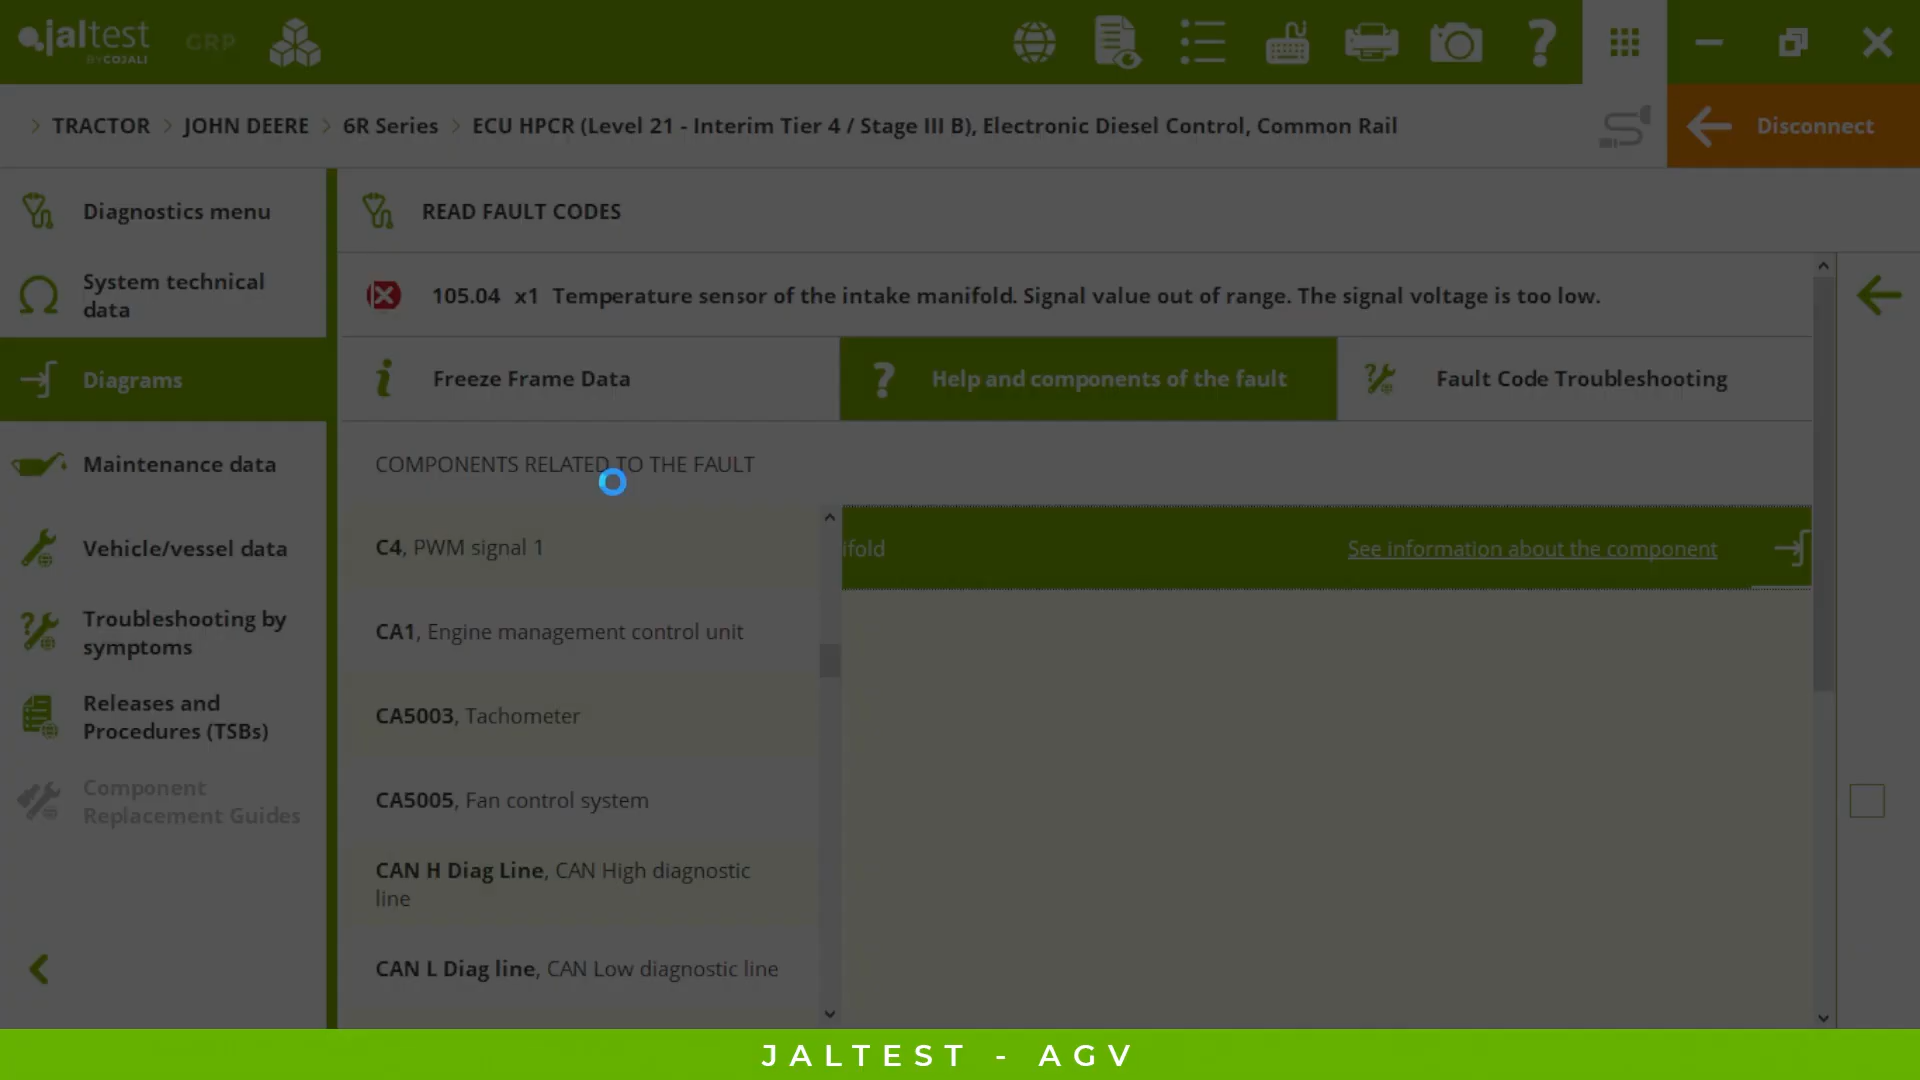 jaltest
BY COJALI
GRP
TRACTOR > JOHN DEERE > 6R Series > ECU HPCR (Level 21 - Interim Tier 4 / Stage III B), Electronic Diesel Control, Common Rail
Disconnect
Diagnostics menu
System technical
data
Diagrams
Maintenance data
Vehicle/vessel data
Troubleshooting by
symptoms
Releases and
Procedures (TSBs)
Component
Replacement Guides
READ FAULT CODES
105.04 x1 Temperature sensor of the intake manifold. Signal value out of range. The signal voltage is too low.
Freeze Frame Data
Help and components of the fault
Fault Code Troubleshooting
COMPONENTS RELATED TO THE FAULT
C4, PWM signal 1
CA1, Engine management control unit
CA5003, Tachometer
CA5005, Fan control system
CAN H Diag Line, CAN High diagnostic
line
CAN L Diag line, CAN Low diagnostic line
ifold
See information about the component
JALTEST - AGV